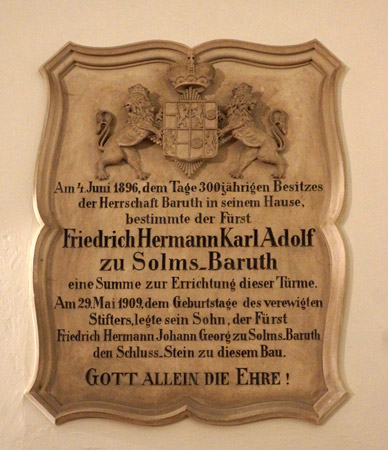 Am 4. Juni 1896, dem Tage 300jährigen Besitzes
der Herrschaft Baruth in seinem Hause,
bestimmte der Fürst
Friedrich Hermann Karl Adolf
zu Solms-Baruth
eine Summe zur Errichtung dieser Türme.
Am 29. Mai 1909, dem Geburtstage des verewigten
Stifters, legte sein Sohn, der Fürst
Friedrich Hermann Johann Georg zu Solms-Baruth
den Schluss-Stein zu diesem Bau.
GOTT ALLEIN DIE EHRE!